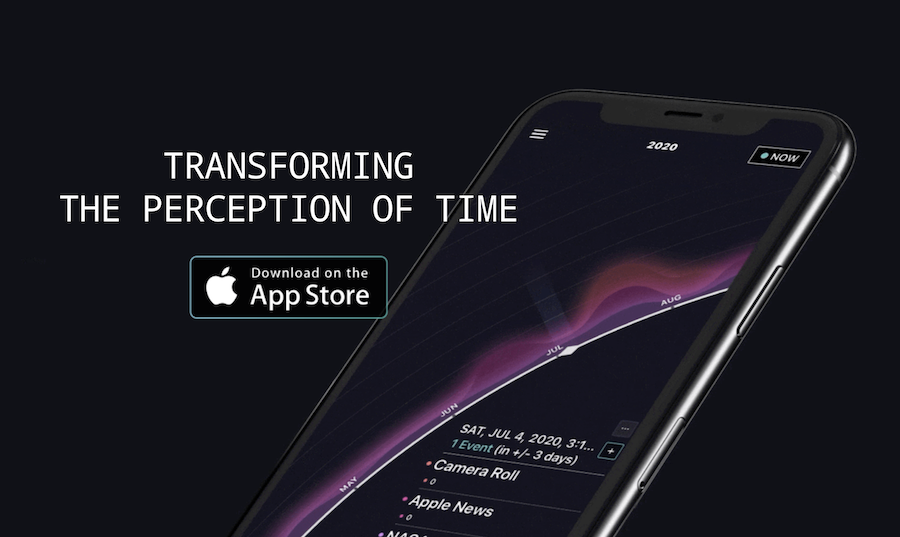 TRANSFORMING
THE PERCEPTION OF TIME
Download on the
App Store
2020
NOW
AUG
JUL
JUN
MAY
SAT, JUL 4, 2020, 3:1...
1 Event (in +/- 3 days)
Camera Roll
0
Apple News
0